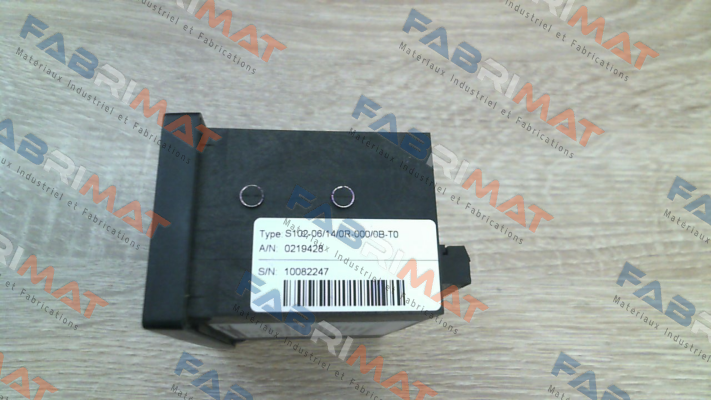 FABRIMAT
Matériaux Industriel et Fabrications
Type S102-06/14/0R-000/0B-T0
A/N: 0219428
S/N 10082247